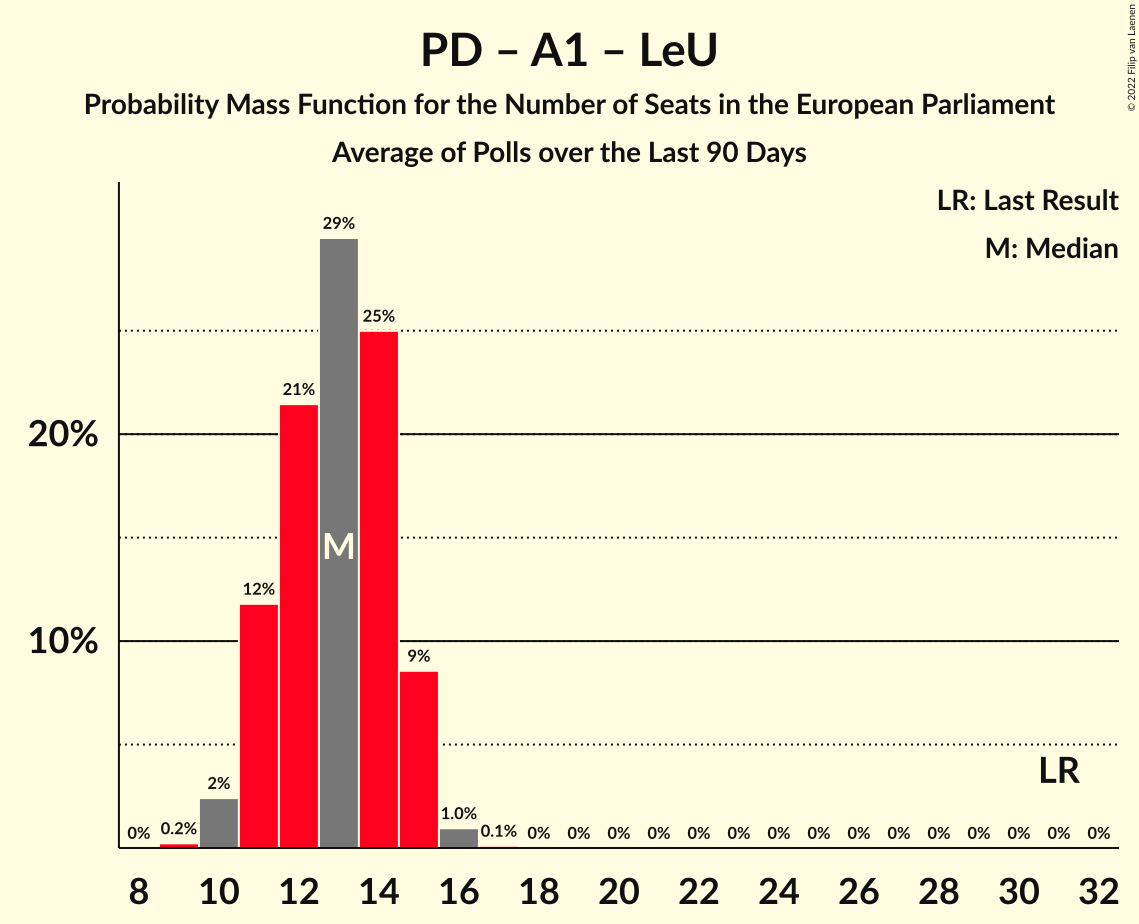 PD – A1 – LeU
Probability Mass Function for the Number of Seats in the European Parliament
Average of Polls over the Last 90 Days
© 2022 Filip van Laenen
LR: Last Result
M: Median
29%
25%
21%
20%
M
12%
10%
9%
LR
2%
1.0%
0% 0.2% 0.1% 0% 0% 0% 0% 0% 0% 0% 0% 0% 0% 0% 0% 0% 0% 0%
8 10 12 14 16 18 20 22 24 26 28 30 32